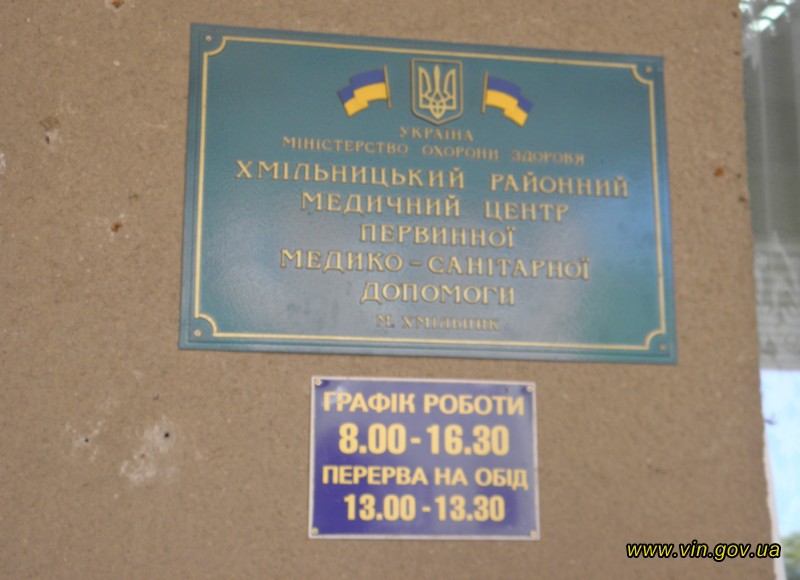 УКРАЇНА
МІНІСТЕРСТВО ОХОРОНИ ЗДОРОВЯ
ХМІЛЬНИЦЬКИЙ РАЙОННИЙ
МЕДИЧНИЙ ЦЕНТР
ПЕРВИННОЇ
МЕДИКО-САНІТАРНОЇ
ДОПОМОГИ
М. ХМІЛЬНИК
ГРАФІК РОБОТИ
8.00-16.30
ПЕРЕРВА НА ОБІД
13.00-13.30
www.vin.gov.ua